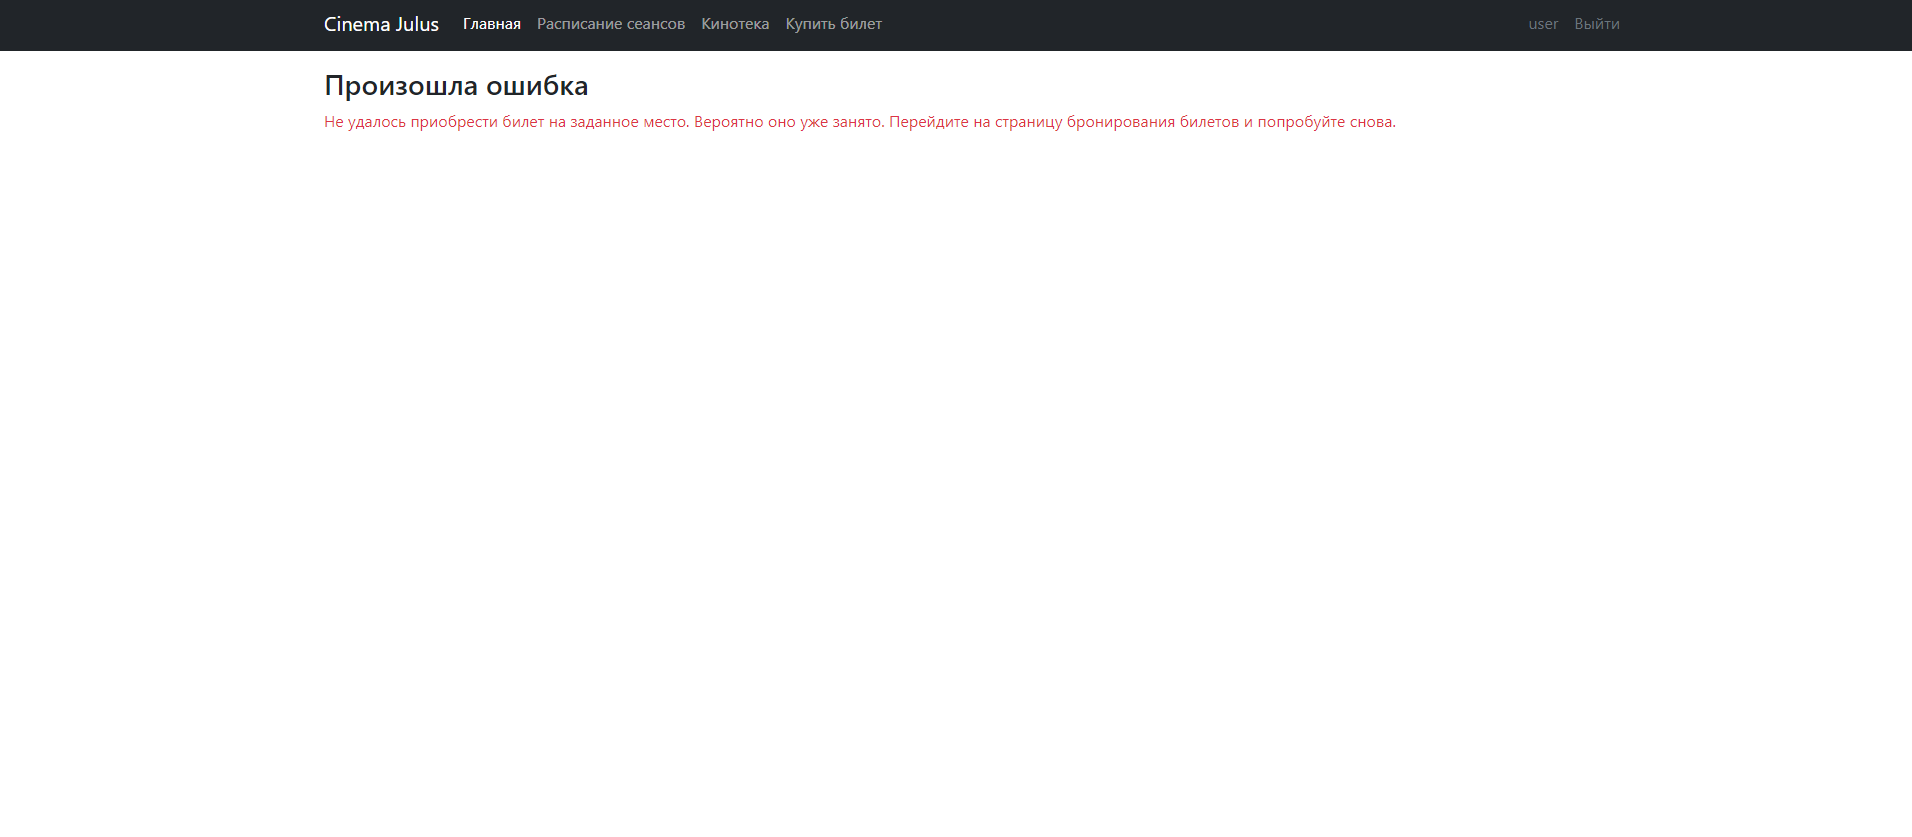 Cinema Julus Главная Расписание сеансов Кинотека Купить билет user Выйти
Произошла ошибка
Не удалось приобрести билет на заданное место. Вероятно оно уже занято. Перейдите на страницу бронирования билетов и попробуйте снова.